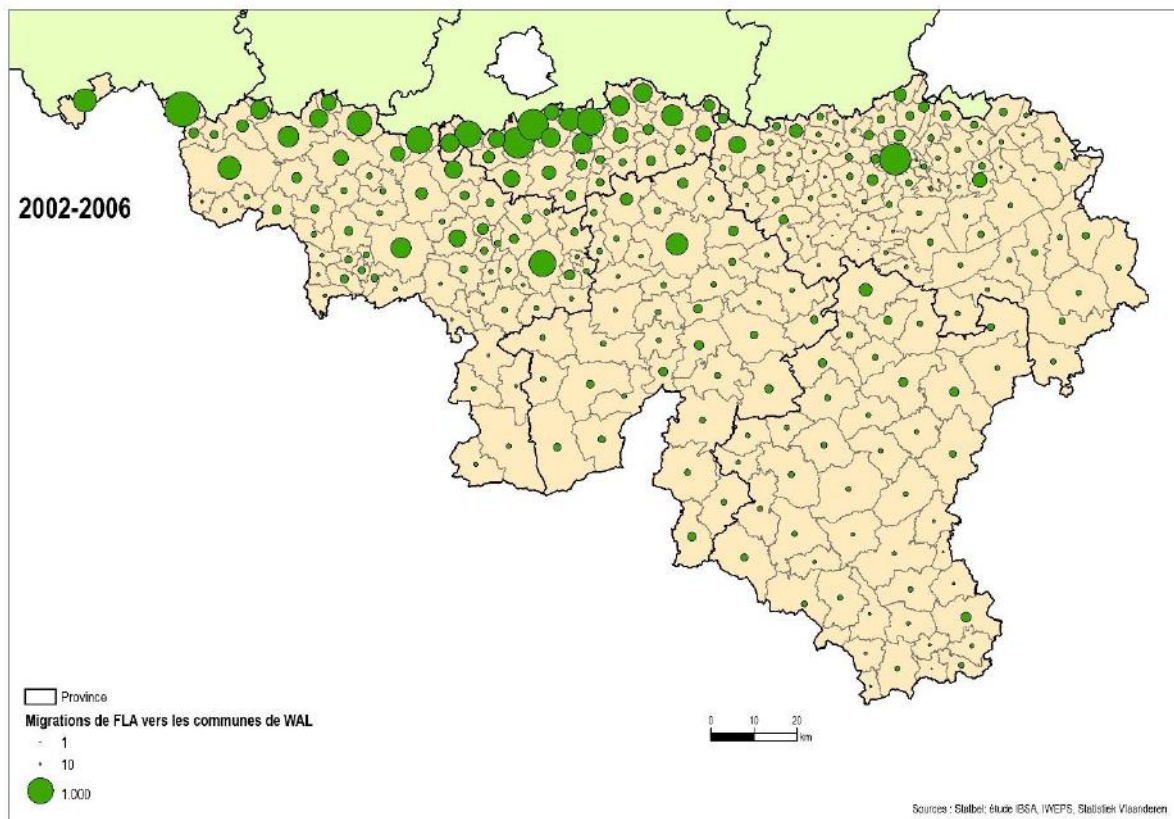 2002-2006
Province
Migrations de FLA vers les communes de WAL
1
10
1.000
0 10 20
km
Sources : Statbel; étude IBSA, IWEPS, Statistiek Vlaanderen